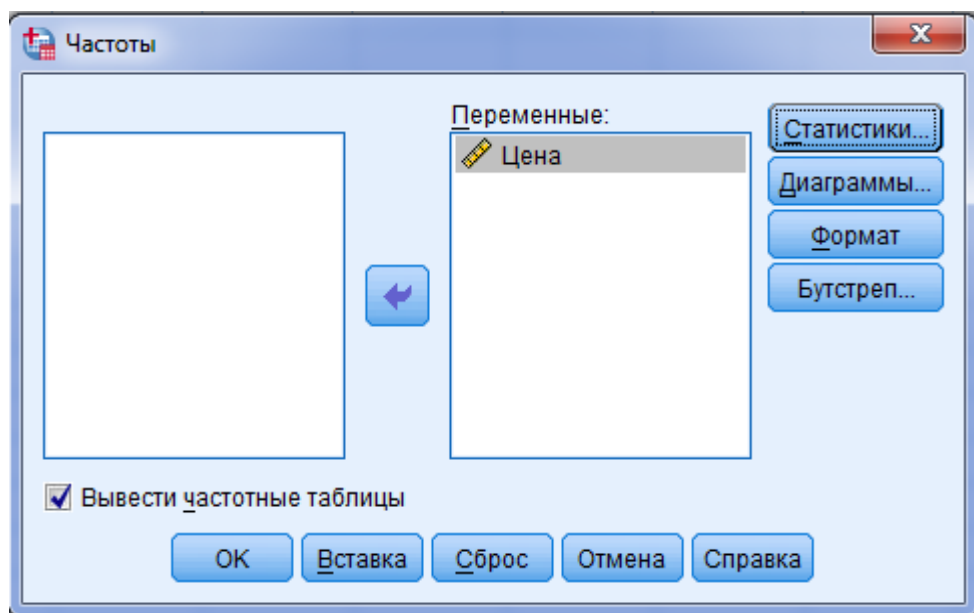 Частоты
Переменные:
Цена
Статистики...
Диаграммы...
Формат
Бутстреп...
Вывести частотные таблицы
OK Вставка Сброс Отмена Справка